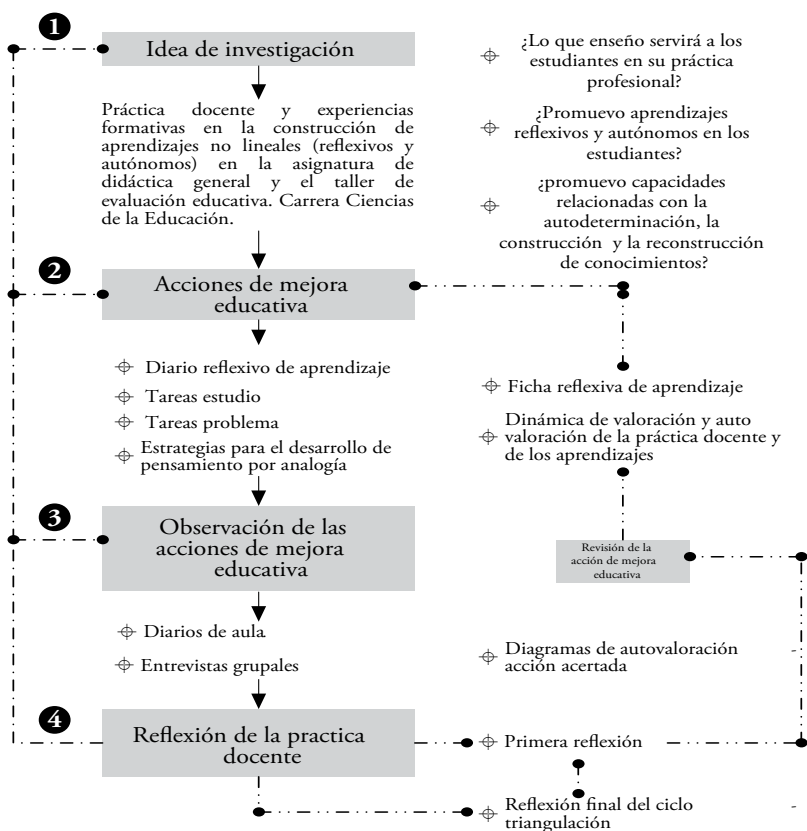 1
Idea de investigación
Práctica docente y experiencias
formativas en la construcción de
aprendizajes no lineales (reflexivos y
autónomos) en la asignatura de
didáctica general y el taller de
evaluación educativa. Carrera Ciencias
de la Educación.
¿Lo que enseño servirá a los
estudiantes en su práctica
profesional?
¿Promuevo aprendizajes
reflexivos y autónomos en los
estudiantes?
¿promuevo capacidades
relacionadas con la
autodeterminación, la
construcción y la reconstrucción
de conocimientos?
2
Acciones de mejora
educativa
Diario reflexivo de aprendizaje
Tareas estudio
Tareas problema
Estrategias para el desarrollo de
pensamiento por analogía
Ficha reflexiva de aprendizaje
Dinámica de valoración y auto
valoración de la práctica docente y
de los aprendizajes
3
Observación de las
acciones de mejora
educativa
Revisión de la
acción de mejora
educativa
Diarios de aula
Entrevistas grupales
Diagramas de autovaloración
acción acertada
4
Reflexión de la practica
docente
Primera reflexión
Reflexión final del ciclo
triangulación